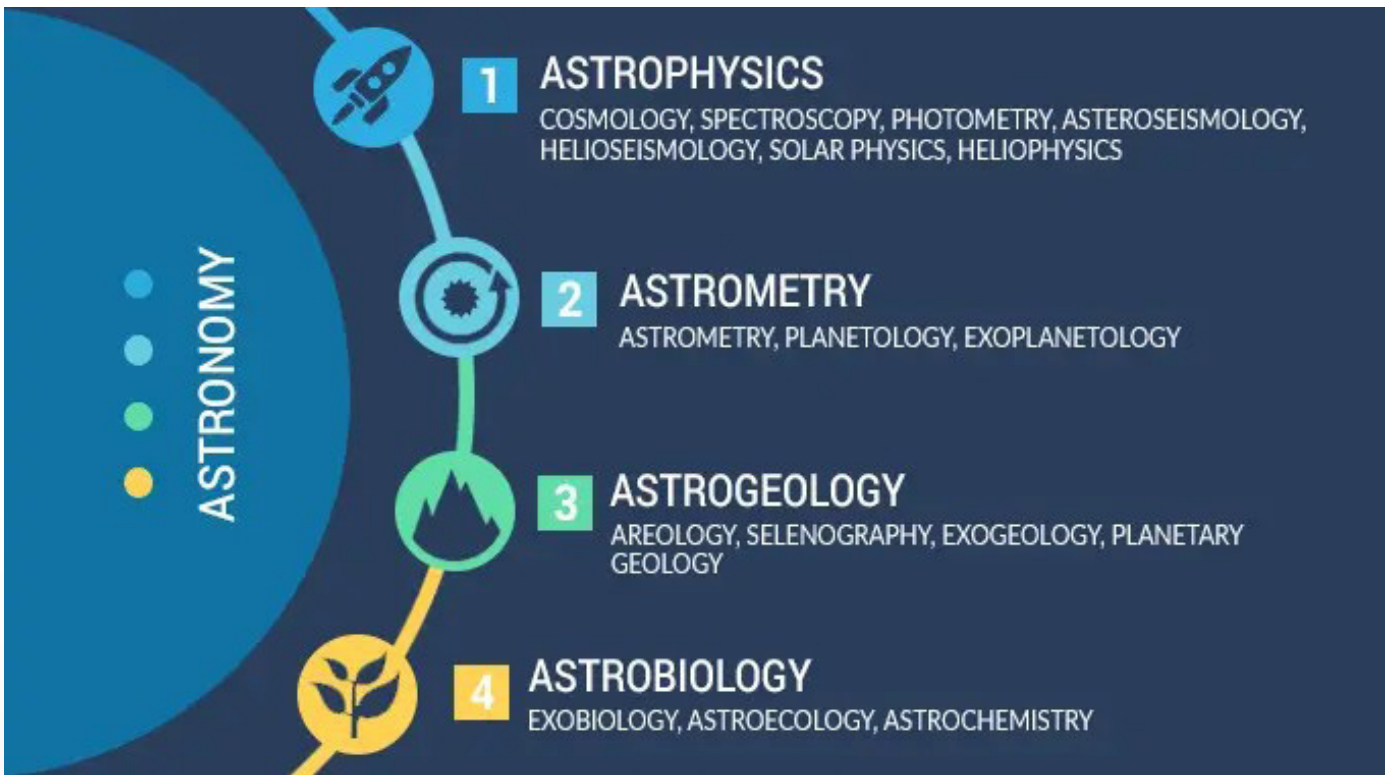 ASTRONOMY
1
ASTROPHYSICS
COSMOLOGY, SPECTROSCOPY, PHOTOMETRY, ASTEROSEISMOLOGY,
HELIOSEISMOLOGY, SOLAR PHYSICS, HELIOPHYSICS
2
ASTROMETRY
ASTROMETRY, PLANETOLOGY, EXOPLANETOLOGY
3
ASTROGEOLOGY
AREOLOGY, SELENOGRAPHY, EXOGEOLOGY, PLANETARY
GEOLOGY
4
ASTROBIOLOGY
EXOBIOLOGY, ASTROECOLOGY, ASTROCHEMISTRY